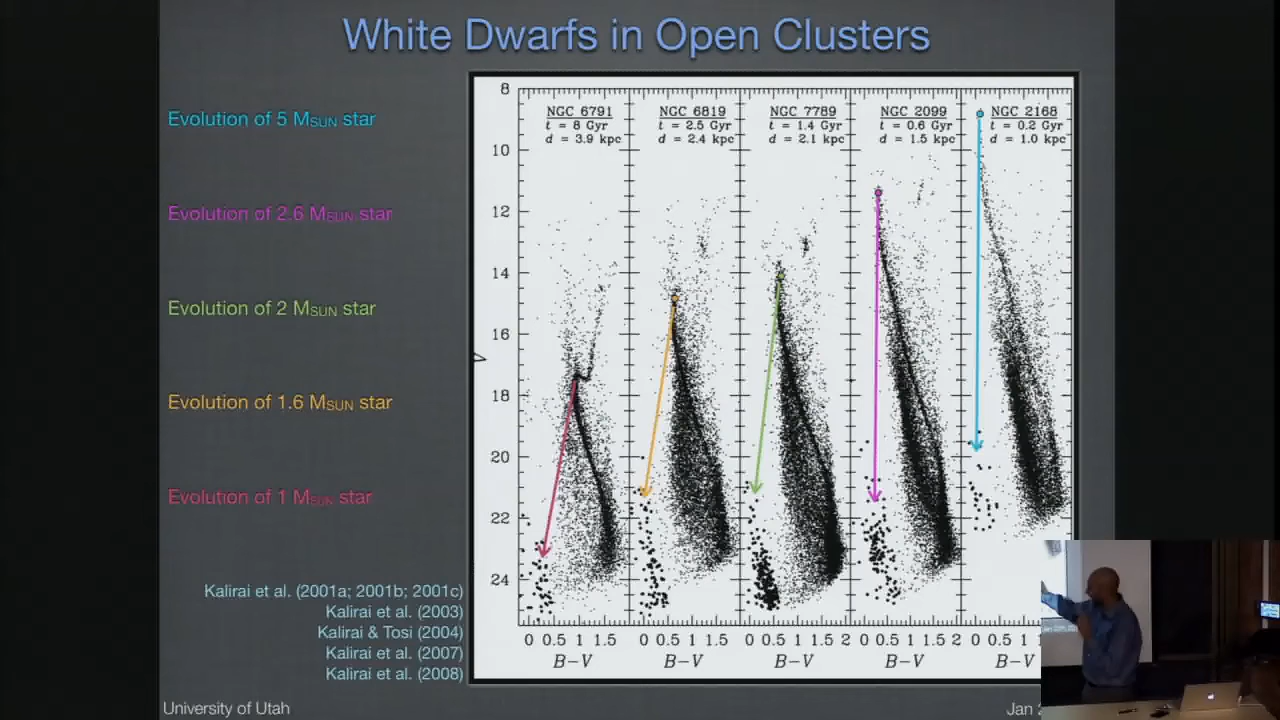 White Dwarfs in Open Clusters
Evolution of 5 MSUN star
Evolution of 2.6 MSUN star
Evolution of 2 MSUN star
Evolution of 1.6 MSUN star
Evolution of 1 MSUN star
Kalirai et al. (2001a; 2001b; 2001c)
Kalirai et al. (2003)
Kalirai & Tosi (2004)
Kalirai et al. (2007)
Kalirai et al. (2008)
NGC 6791 NGC 6819 NGC 7789 NGC 2099 NGC 2168
t = 8 Gyr t = 2.5 Gyr t = 1.4 Gyr t = 0.6 Gyr t = 0.2 Gyr
d = 3.9 kpc d = 2.4 kpc d = 2.1 kpc d = 1.5 kpc d = 1.0 kpc
8
10
12
14
16
V
18
20
22
24
0 0.5 1 1.5 0 0.5 1 1.5 0 0.5 1 1.5 2 0 0.5 1 1.5 2 0 0.5 1
B-V B-V B-V B-V B-V
University of Utah
Jan